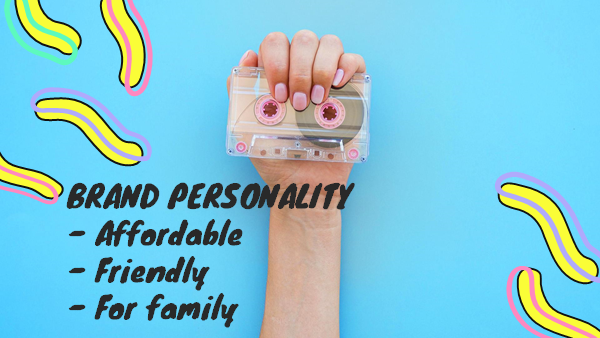 BRAND PERSONALITY
- Affordable
- Friendly
- For family